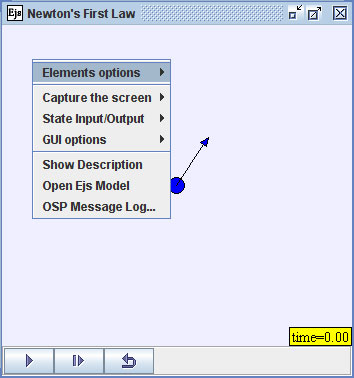 Ejs Newton's First Law
Elements options
Capture the screen
State Input/Output
GUI options
Show Description
Open Ejs Model
OSP Message Log...
time=0.00